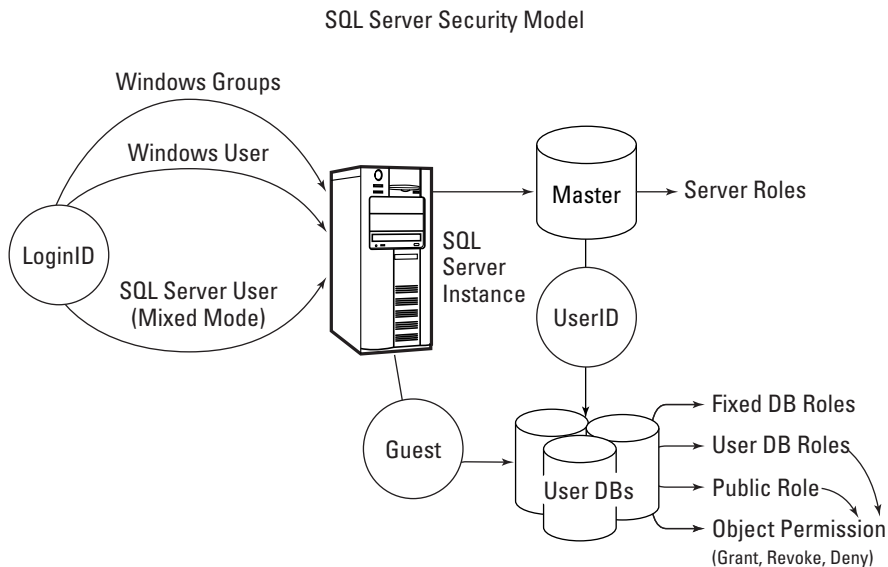 SQL Server Security Model
Windows Groups
Windows User
LoginID
SQL Server User
(Mixed Mode)
SQL
Server
Instance
Master
Server Roles
UserID
Guest
User DBs
Fixed DB Roles
User DB Roles
Public Role
Object Permission
(Grant, Revoke, Deny)